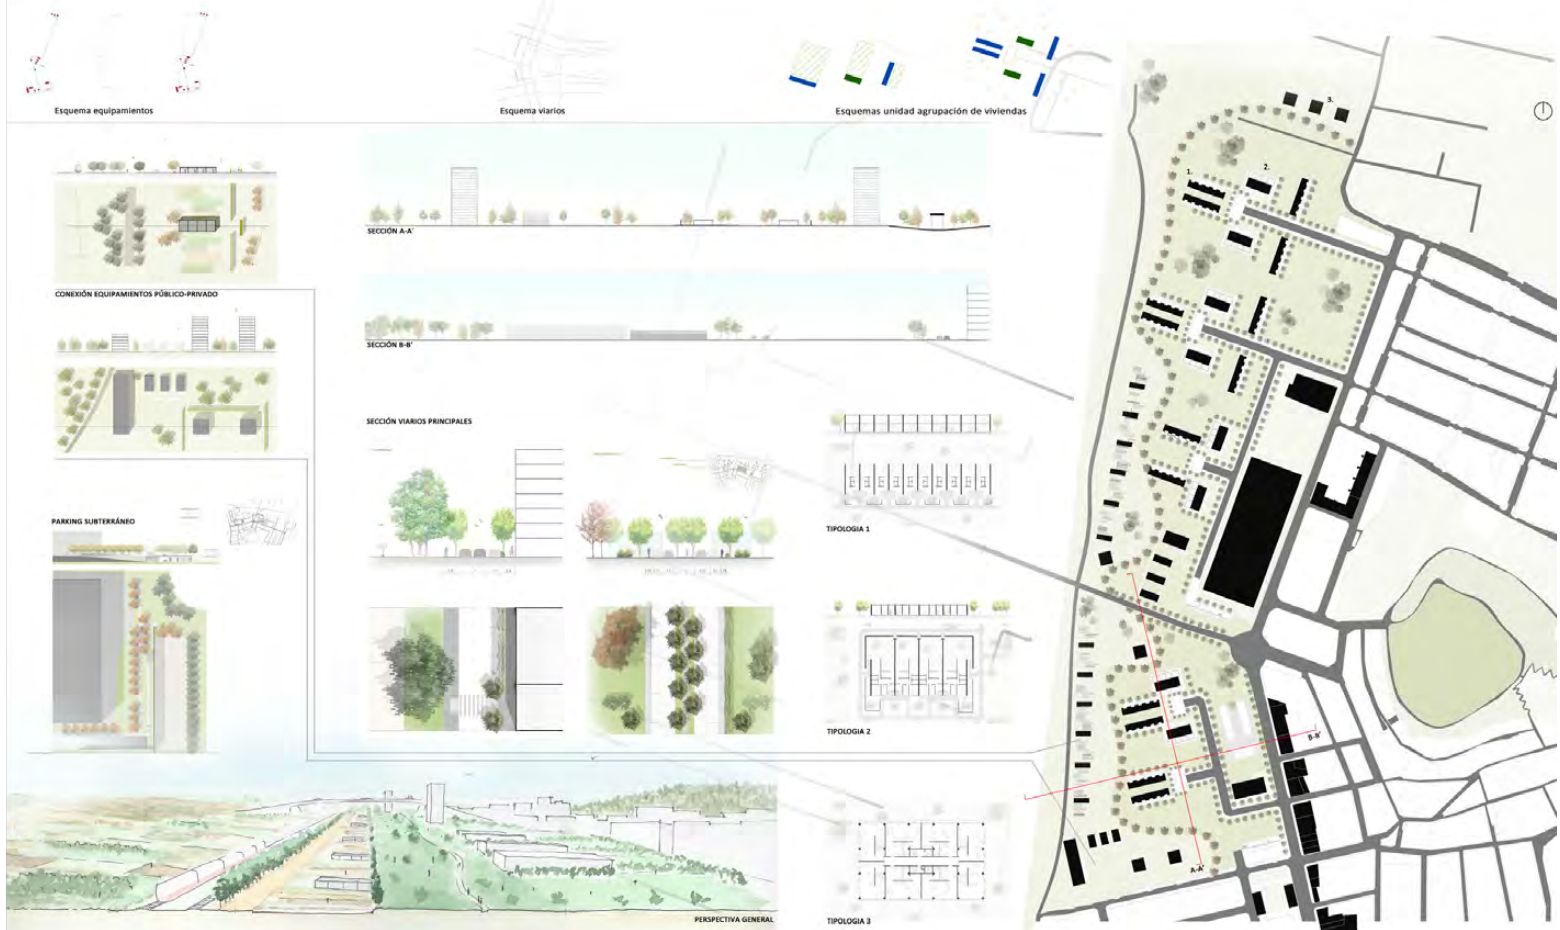 Esquema equipamientos
Esquema viarios
Esquemas unidad agrupación de viviendas
SECCIÓN A-A'
CONEXIÓN EQUIPAMIENTOS PÚBLICO-PRIVADO
SECCIÓN B-B'
SECCIÓN VIARIOS PRINCIPALES
PARKING SUBTERRÁNEO
TIPOLOGIA 1
TIPOLOGIA 2
TIPOLOGIA 3
PERSPECTIVA GENERAL
3.
1.
2.
B-B'
A-A'